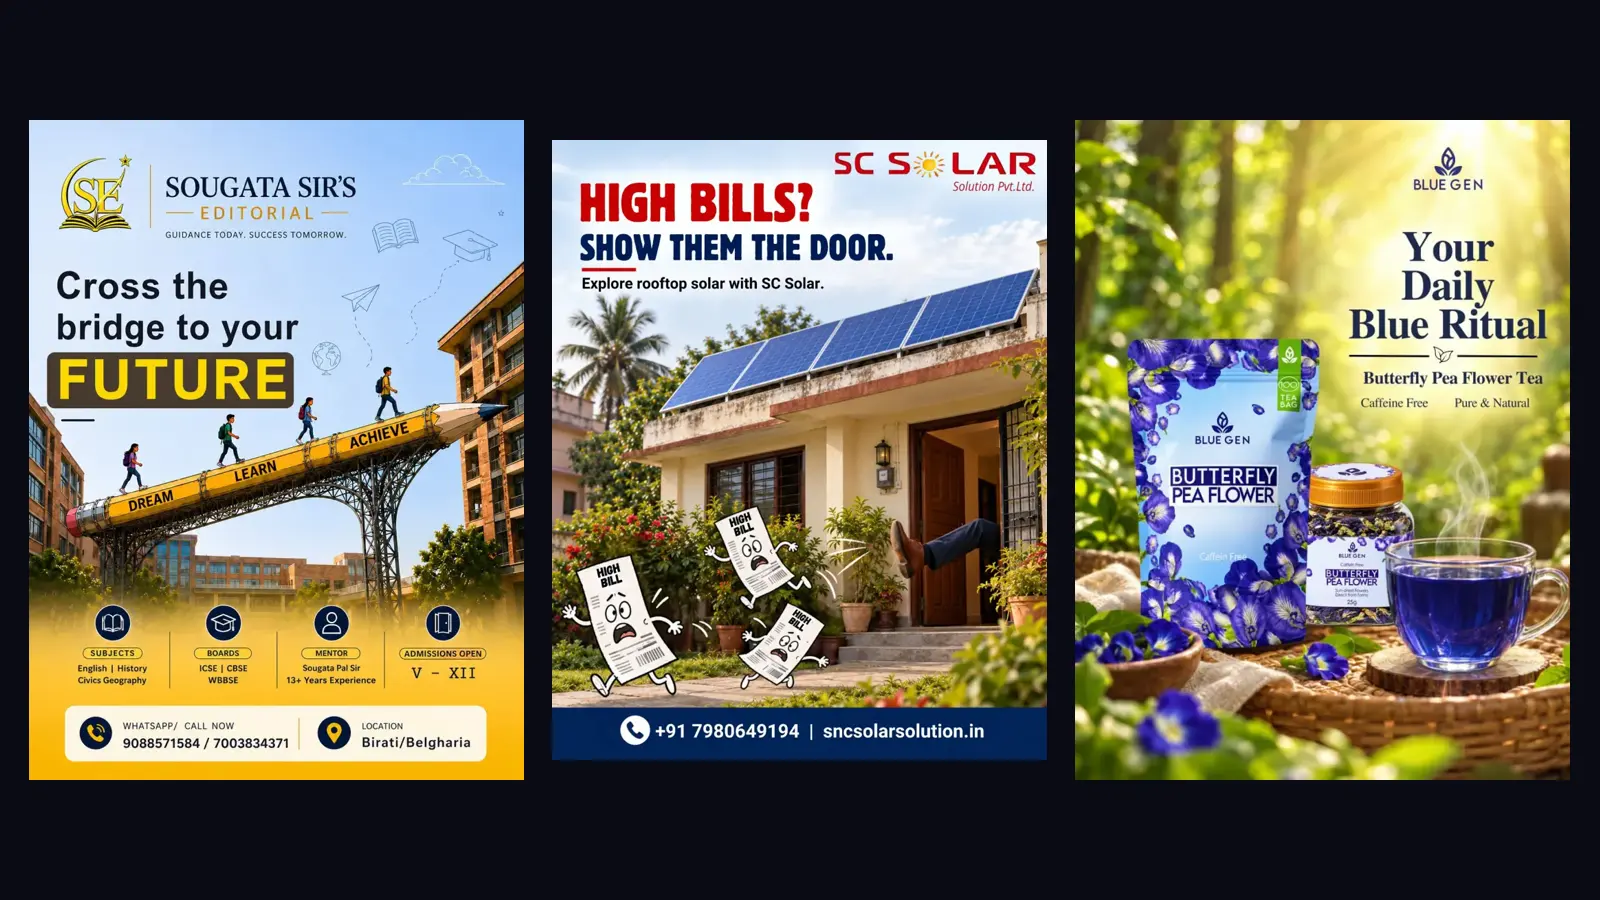 SE
SOUGATA SIR'S
EDITORIAL
GUIDANCE TODAY. SUCCESS TOMORROW.
Cross the
bridge to your
FUTURE
DREAM
LEARN
ACHIEVE
SUBJECTS
English | History
Civics Geography
BOARDS
ICSE | CBSE
WBBSE
MENTOR
Sougata Pal Sir
13+ Years Experience
ADMISSIONS OPEN
V - XII
WHATSAPP/ CALL NOW
9088571584 / 7003834371
LOCATION
Birati/Belgharia
SC SOLAR
Solution Pvt.Ltd.
HIGH BILLS?
SHOW THEM THE DOOR.
Explore rooftop solar with SC Solar.
HIGH
BILL
HIGH
BILL
HIGH
BILL
+91 7980649194 | sncsolarsolution.in
BLUE GEN
Your
Daily
Blue Ritual
Butterfly Pea Flower Tea
Caffeine Free Pure & Natural
100
TEA
BAG
BLUE GEN
BUTTERFLY
PEA FLOWER
Caffein Free
BLUE GEN
Caffein Free
BUTTERFLY
PEA FLOWER
25g